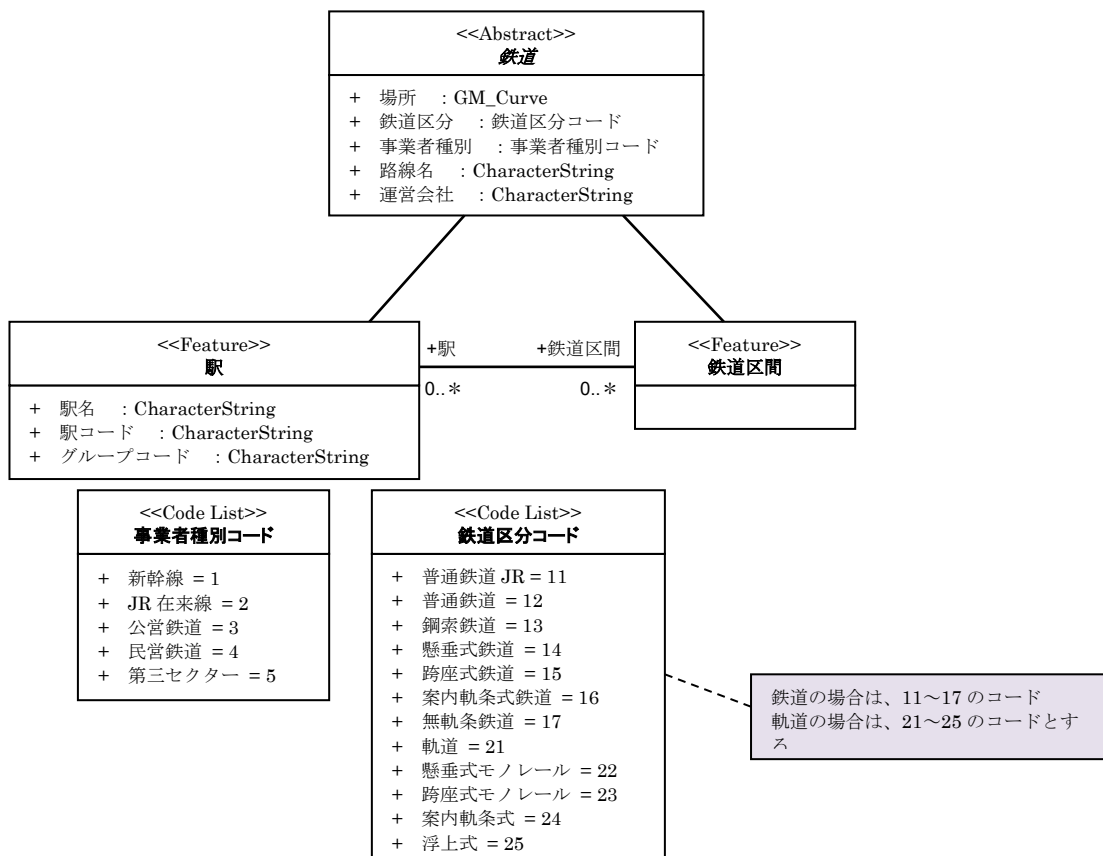 <<Abstract>>
鉄道
+ 場所 : GM_Curve
+ 鉄道区分 : 鉄道区分コード
+ 事業者種別 : 事業者種別コード
+ 路線名 : CharacterString
+ 運営会社 : CharacterString
<<Feature>>
駅
+ 駅名 : CharacterString
+ 駅コード : CharacterString
+ グループコード : CharacterString
+駅 +鉄道区間
0..* 0..*
<<Feature>>
鉄道区間
<<Code List>>
事業者種別コード
+ 新幹線 = 1
+ JR 在来線 = 2
+ 公営鉄道 = 3
+ 民営鉄道 = 4
+ 第三セクター = 5
<<Code List>>
鉄道区分コード
+ 普通鉄道 JR = 11
+ 普通鉄道 = 12
+ 鋼索鉄道 = 13
+ 懸垂式鉄道 = 14
+ 跨座式鉄道 = 15
+ 案内軌条式鉄道 = 16
+ 無軌条鉄道 = 17
+ 軌道 = 21
+ 懸垂式モノレール = 22
+ 跨座式モノレール = 23
+ 案内軌条式 = 24
+ 浮上式 = 25
鉄道の場合は、11～17 のコード
軌道の場合は、21～25 のコードとす
る